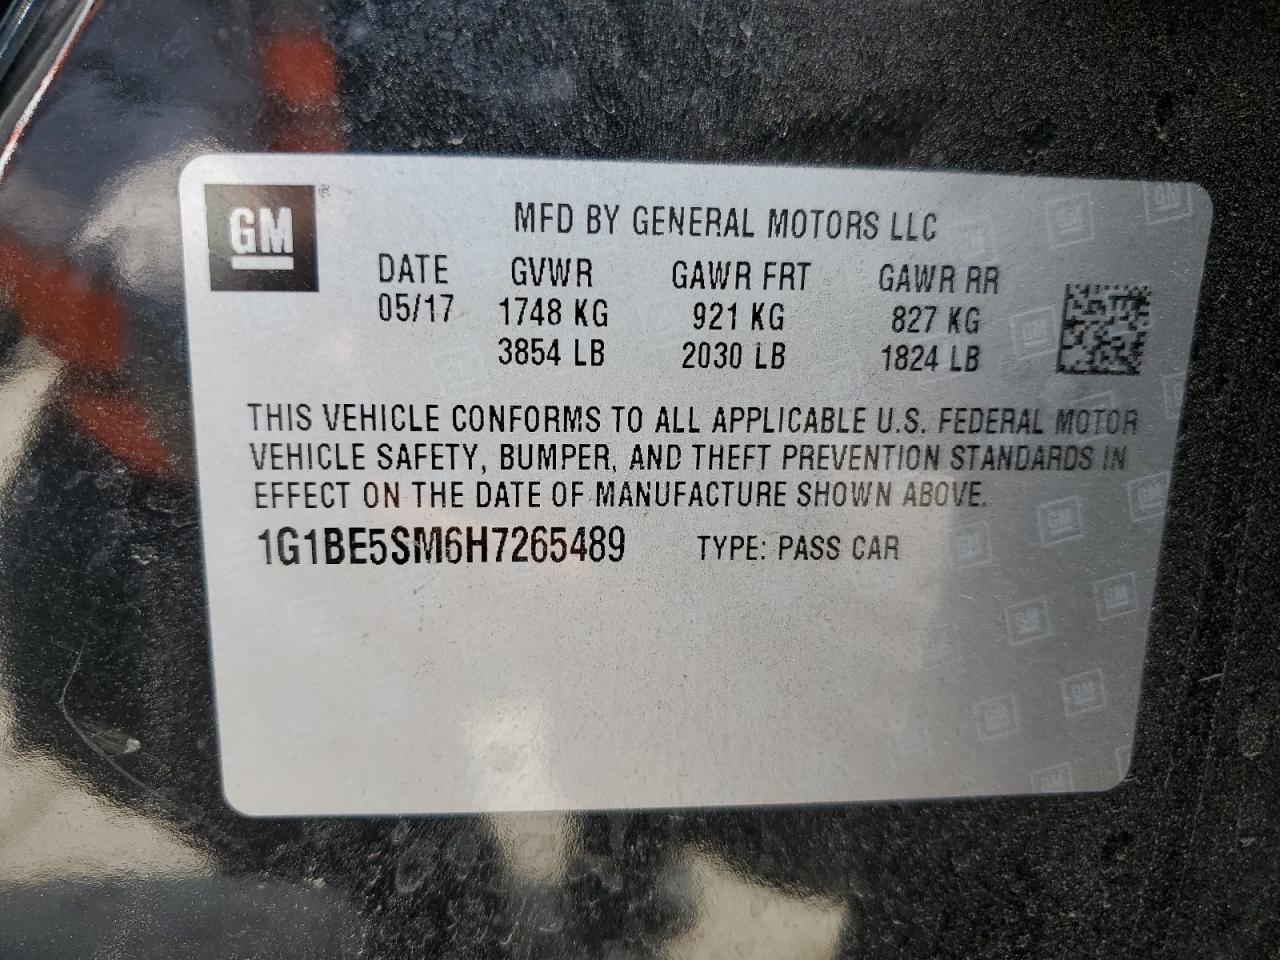 GM®
MFD BY GENERAL MOTORS LLC
DATE GVWR GAWR FRT GAWR RR
05/17 1748 KG 921 KG 827 KG
3854 LB 2030 LB 1824 LB
THIS VEHICLE CONFORMS TO ALL APPLICABLE U.S. FEDERAL MOTOR
VEHICLE SAFETY, BUMPER, AND THEFT PREVENTION STANDARDS IN
EFFECT ON THE DATE OF MANUFACTURE SHOWN ABOVE.
1G1BE5SM6H7265489 TYPE: PASS CAR